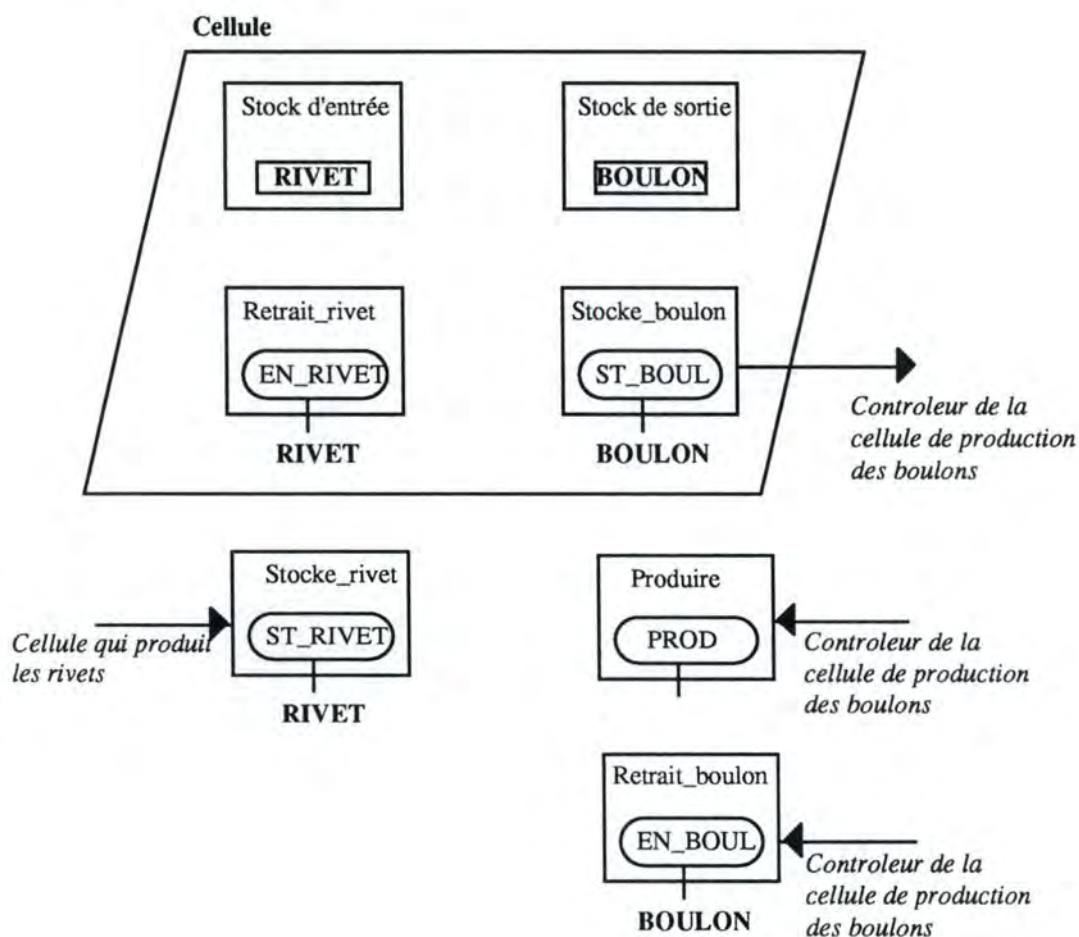 Cellule
Stock d'entrée
Stock de sortie
RIVET
BOULON
Retrait_rivet
Stocke_boulon
EN_RIVET
ST_BOUL
RIVET
BOULON
Controleur de la
cellule de production
des boulons
Stocke_rivet
Produire
ST_RIVET
PROD
Cellule qui produit
les rivets
RIVET
Controleur de la
cellule de production
des boulons
Retrait_boulon
EN_BOUL
BOULON
Controleur de la
cellule de production
des boulons